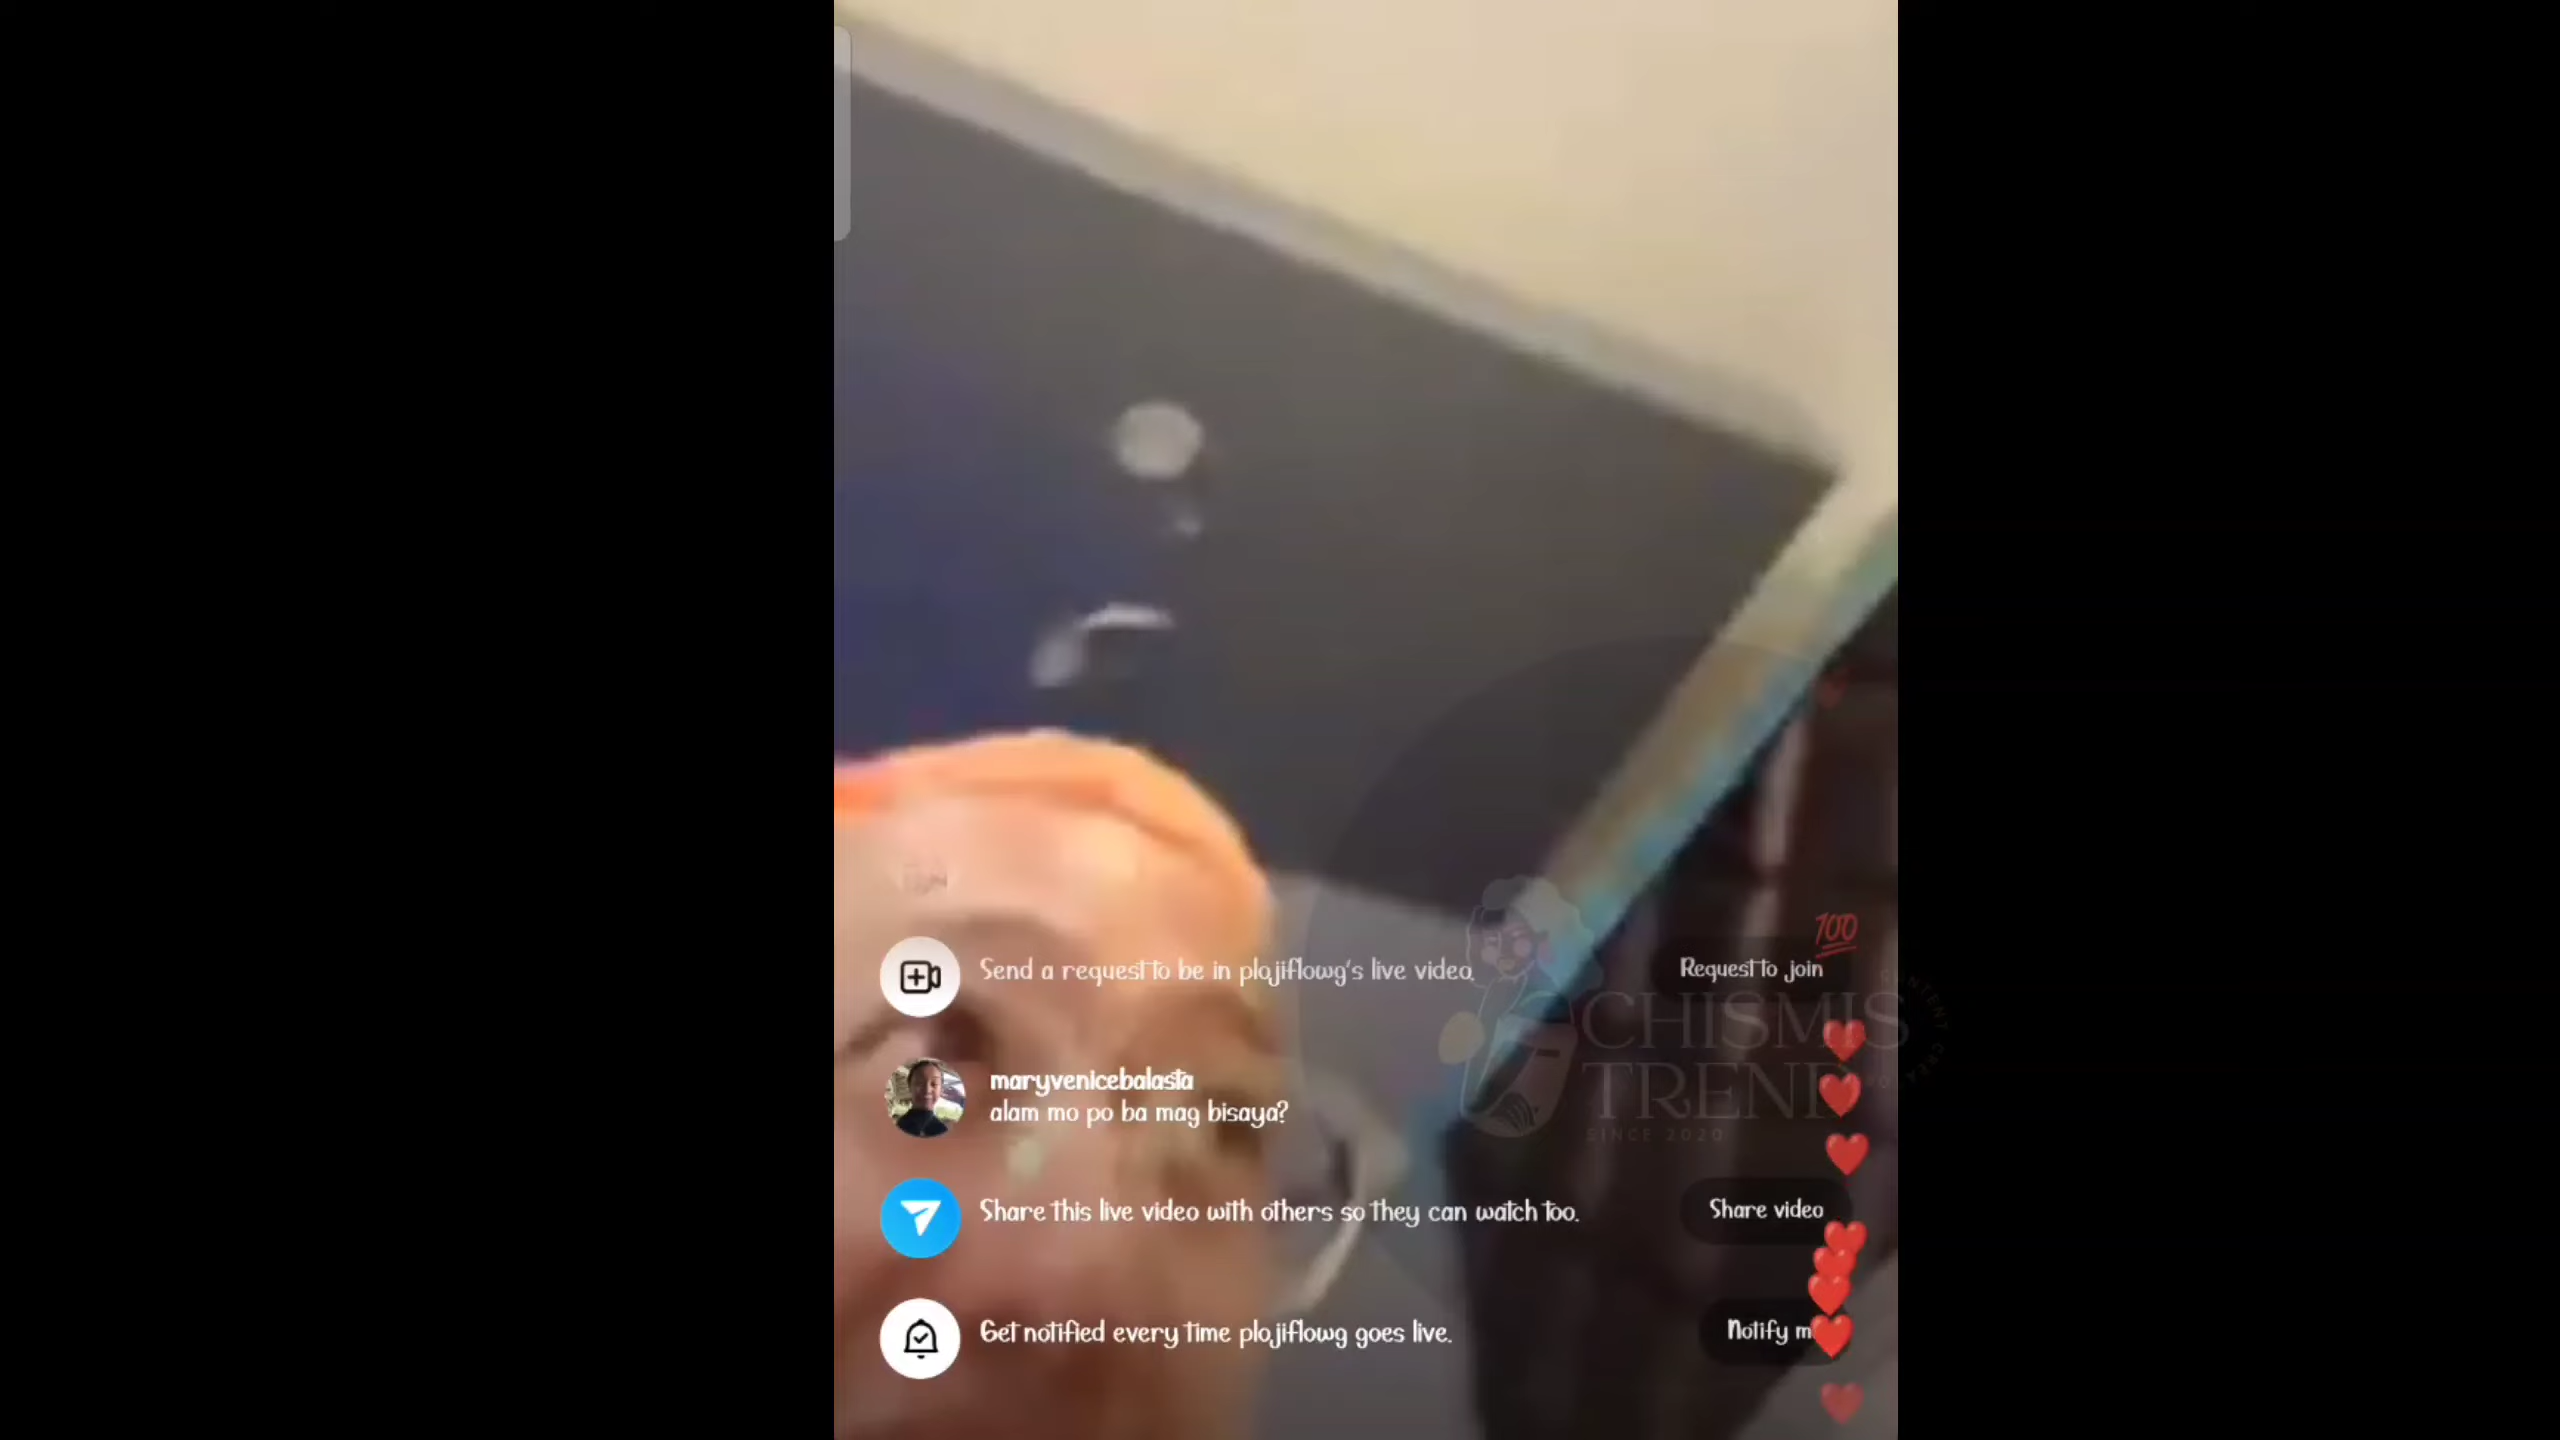 100
Send a request to be in plojiflowg's live video.
Request to join
CHISMIS
TREND
SINCE 2020
maryvenicebalasta
alam mo po ba mag bisaya?
Share this live video with others so they can watch too.
Share video
Get notified every time plojiflowg goes live.
Notify m